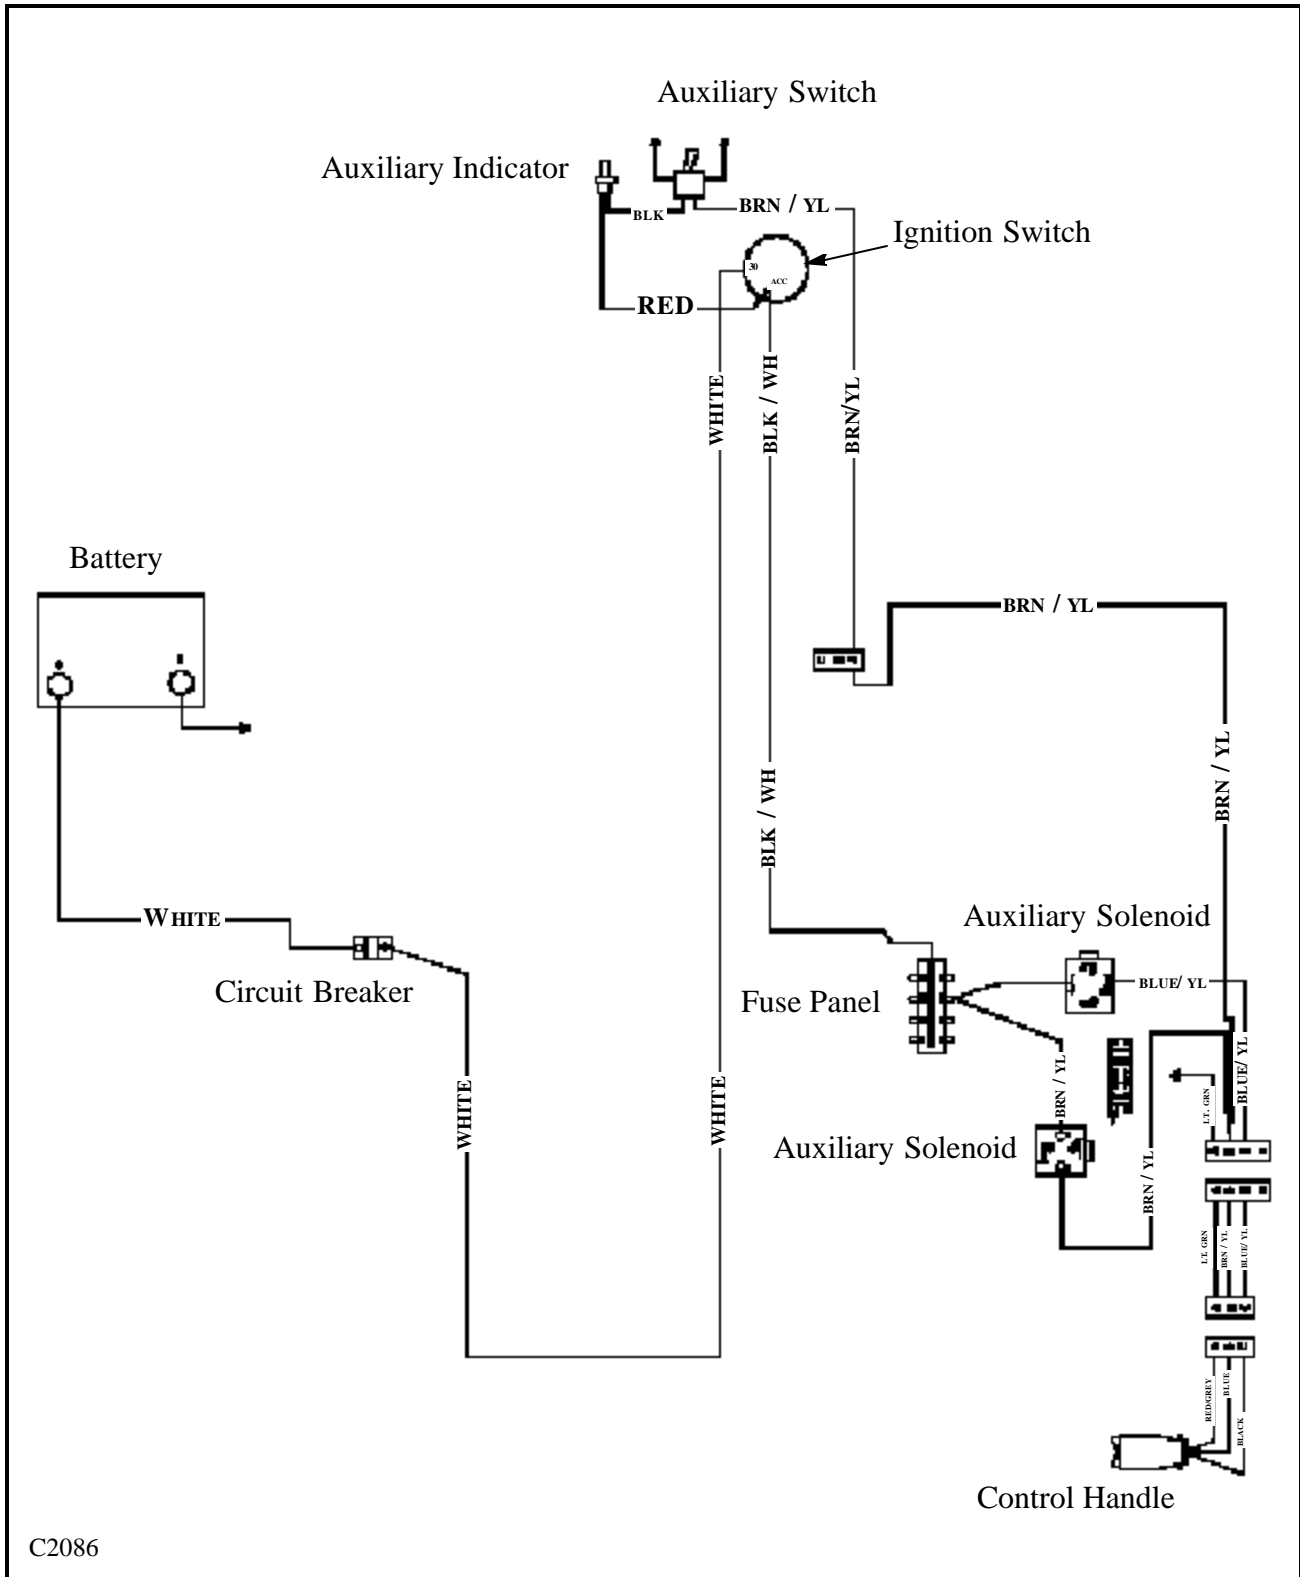 Auxiliary Switch
Auxiliary Indicator
BLK
BRN / YL
Ignition Switch
30
ACC
RED
WHITE
BLK / WH
BRN/YL
Battery
BRN / YL
BRN / YL
BLK / WH
WHITE
Auxiliary Solenoid
Circuit Breaker
Fuse Panel
BLUE/ YL
BRN / YL
BLUE/ YL
LT. GRN
WHITE
WHITE
Auxiliary Solenoid
BRN / YL
LT. GRN
BRN / YL
BLUE/ YL
RED/GREY
BLUE
BLACK
Control Handle
C2086